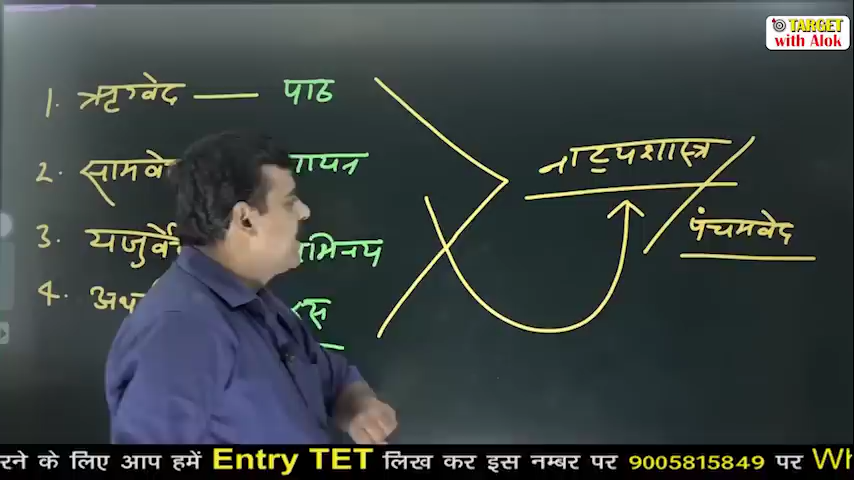 TARGET
with Alok
1. ऋग्वेद — पाठ
2. सामवेद गायन
3. यजुर्वेद अभिनय
4. रस
नाट्यशास्त्र
पंचमवेद
रने के लिए आप हमें Entry TET लिख कर इस नम्बर पर 9005815849 पर Wh